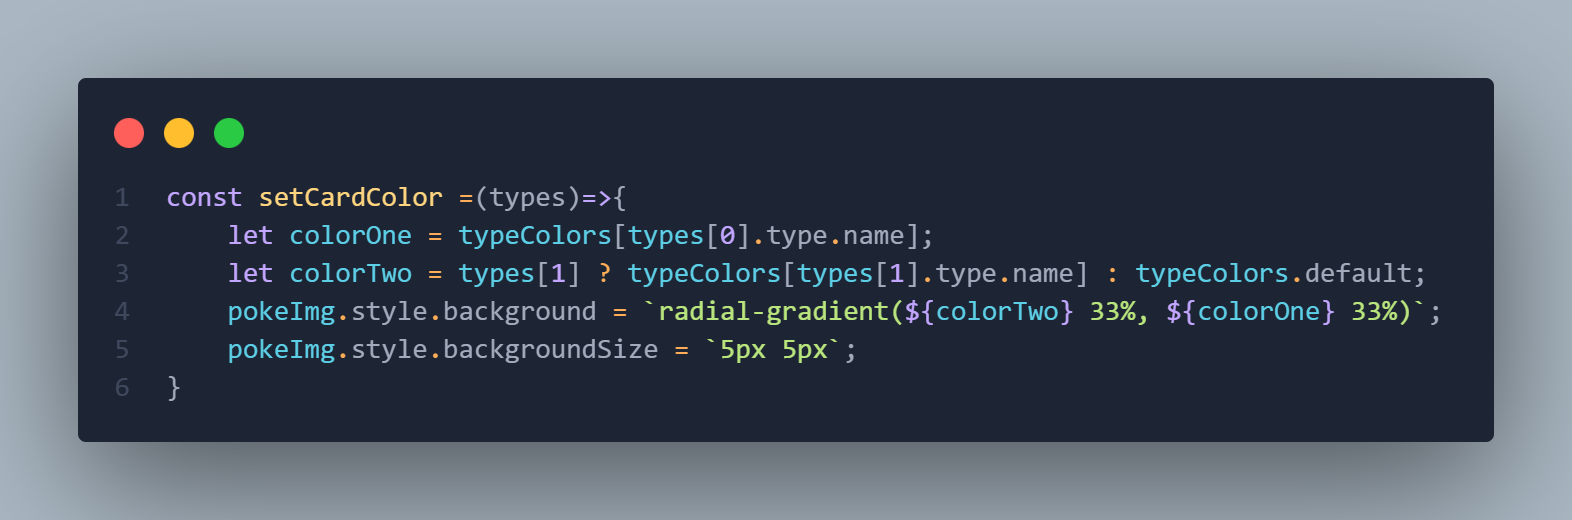 1 const setCardColor =(types)=>{
2     let colorOne = typeColors[types[0].type.name];
3     let colorTwo = types[1] ? typeColors[types[1].type.name] : typeColors.default;
4     pokeImg.style.background = `radial-gradient(${colorTwo} 33%, ${colorOne} 33%)`;
5     pokeImg.style.backgroundSize = `5px 5px`;
6 }